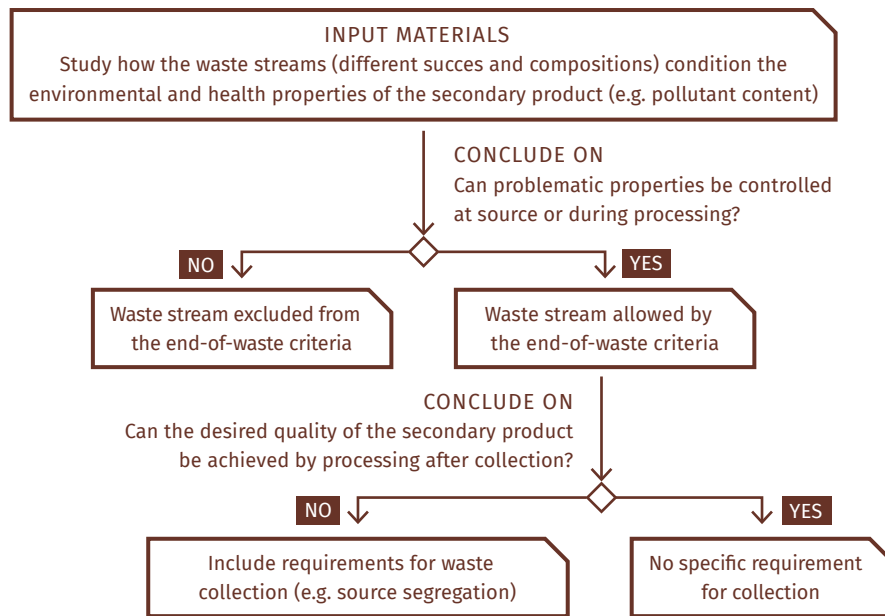 INPUT MATERIALS
Study how the waste streams (different succes and compositions) condition the
environmental and health properties of the secondary product (e.g. pollutant content)
CONCLUDE ON
Can problematic properties be controlled
at source or during processing?
NO
YES
Waste stream excluded from
the end-of-waste criteria
Waste stream allowed by
the end-of-waste criteria
CONCLUDE ON
Can the desired quality of the secondary product
be achieved by processing after collection?
NO
YES
Include requirements for waste
collection (e.g. source segregation)
No specific requirement
for collection